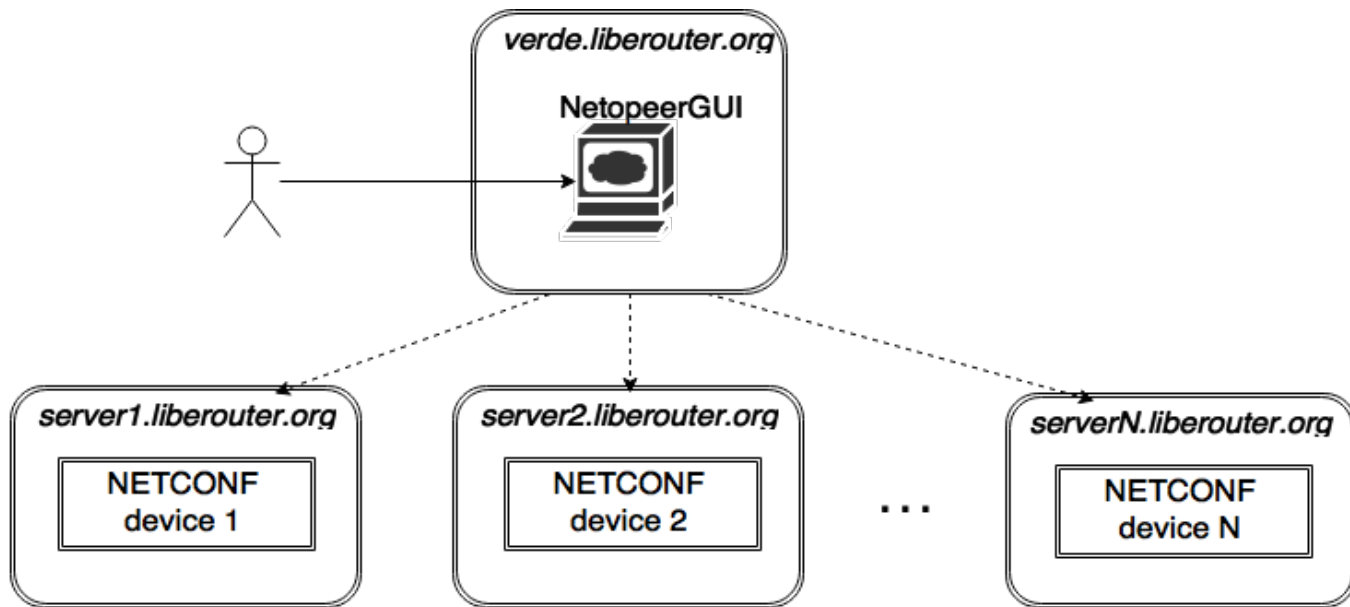 verde.liberouter.org
NetopeerGUI
server1.liberouter.org
NETCONF
device 1
server2.liberouter.org
NETCONF
device 2
...
serverN.liberouter.org
NETCONF
device N